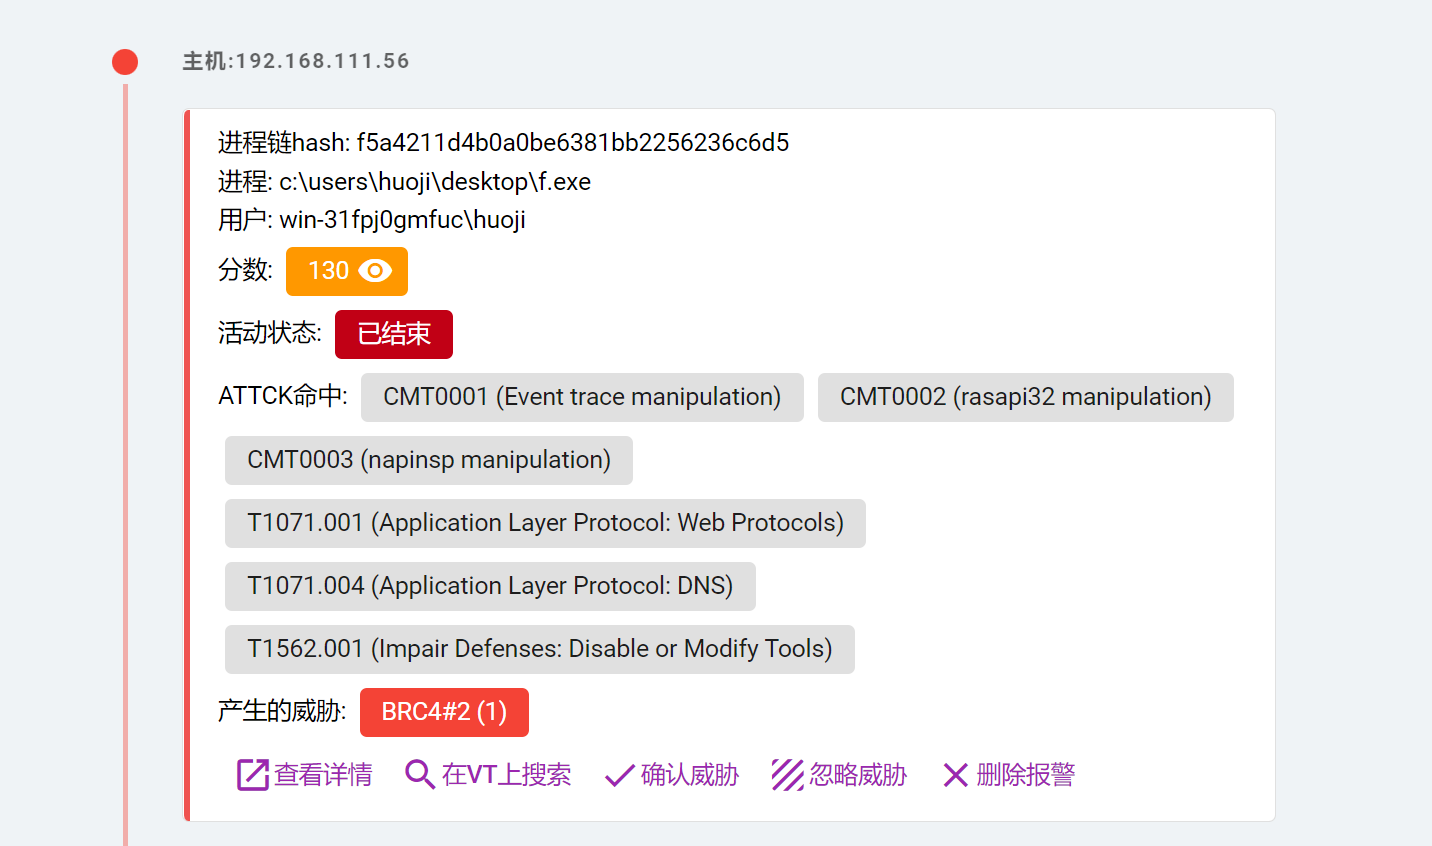 主机:192.168.111.56
进程链hash: f5a4211d4b0a0be6381bb2256236c6d5
进程: c:\users\huoji\desktop\f.exe
用户: win-31fpj0gmfuc\huoji
分数: 130
活动状态: 已结束
ATTCK命中: CMT0001 (Event trace manipulation) CMT0002 (rasapi32 manipulation)
CMT0003 (napinsp manipulation)
T1071.001 (Application Layer Protocol: Web Protocols)
T1071.004 (Application Layer Protocol: DNS)
T1562.001 (Impair Defenses: Disable or Modify Tools)
产生的威胁: BRC4#2 (1)
查看详情 在VT上搜索 确认威胁 忽略威胁 删除报警